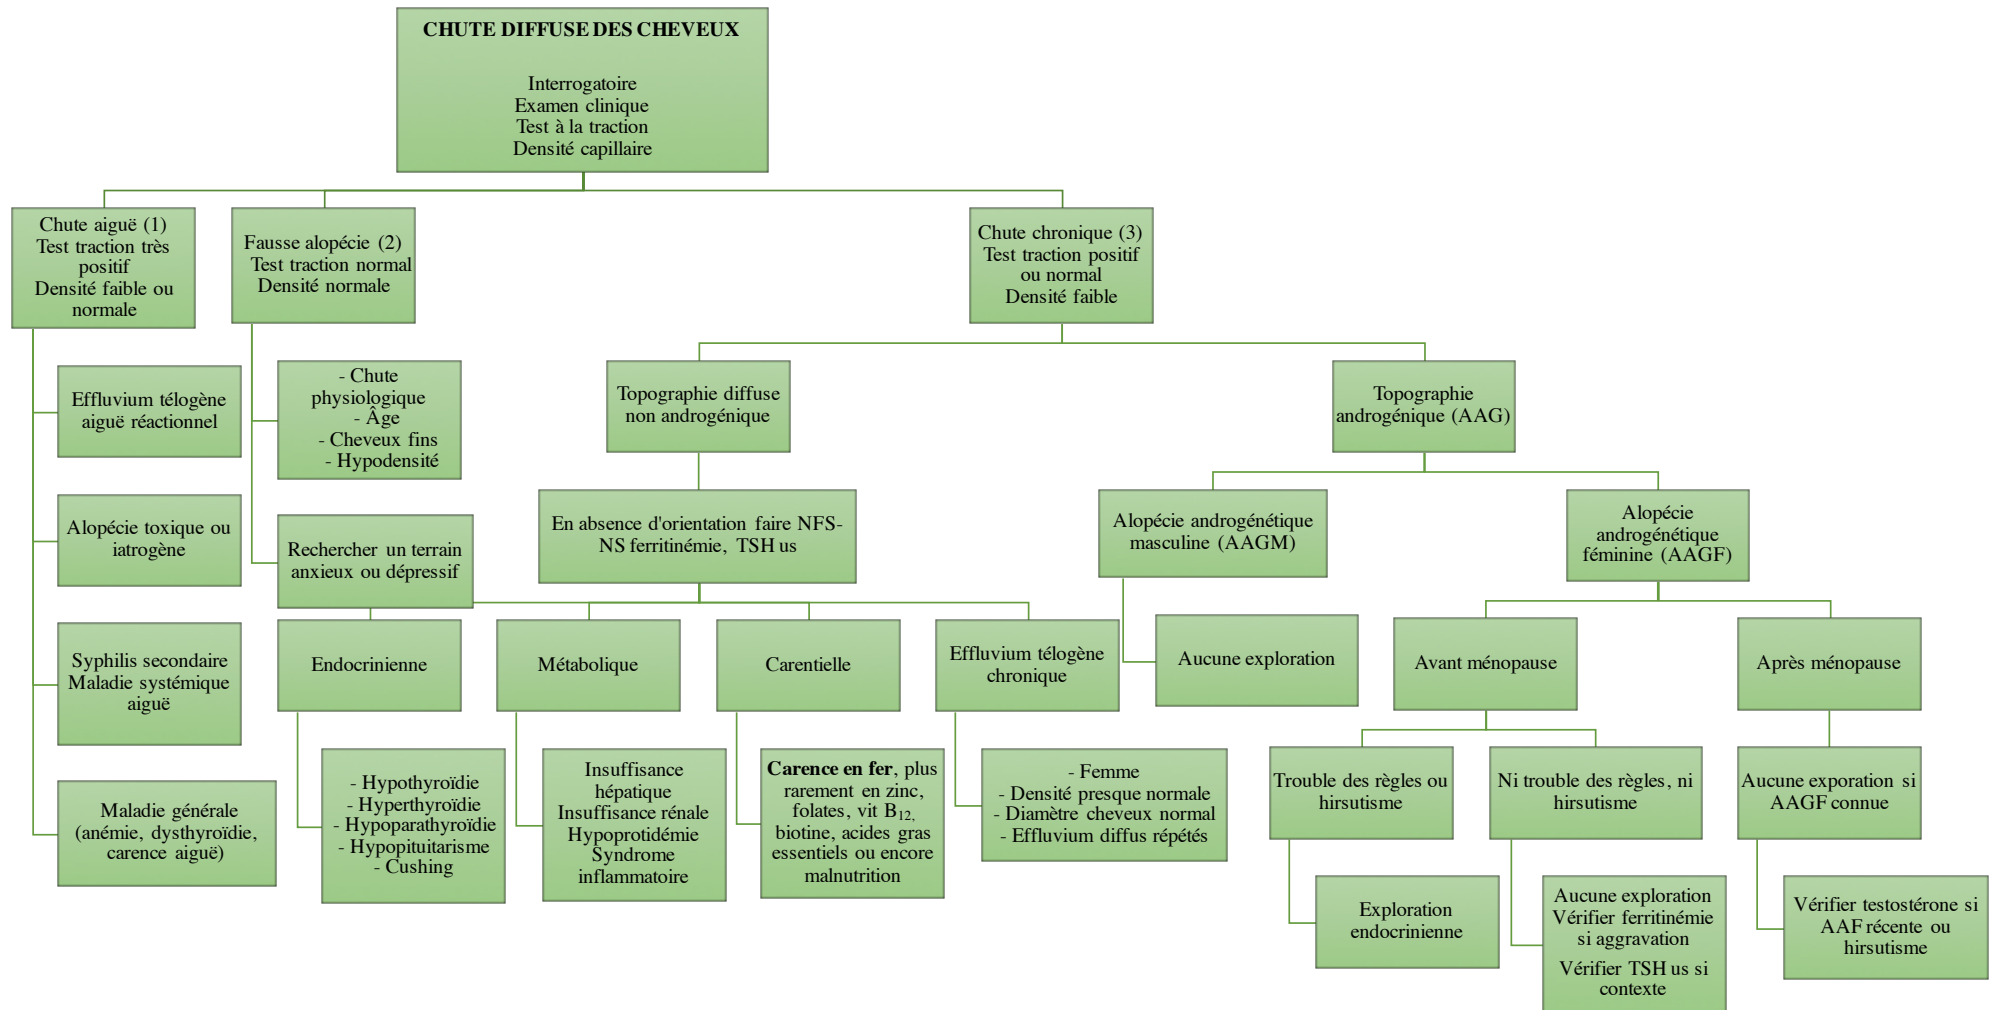 CHUTE DIFFUSE DES CHEVEUX
Interrogatoire
Examen clinique
Test à la traction
Densité capillaire
Chute aiguë (1)
Test traction très
positif
Densité faible ou
normale
Fausse alopécie (2)
Test traction normal
Densité normale
Chute chronique (3)
Test traction positif
ou normal
Densité faible
Effluvium télogène
aiguë réactionnel
Alopécie toxique ou
iatrogène
Syphilis secondaire
Maladie systémique
aiguë
Maladie générale
(anémie, dysthyroïdie,
carence aiguë)
- Chute
physiologique
- Âge
- Cheveux fins
- Hypodensité
Rechercher un terrain
anxieux ou dépressif
Topographie diffuse
non androgénique
En absence d'orientation faire NFS-
NS ferritinémie, TSH us
Endocrinienne
- Hypothyroïdie
- Hyperthyroïdie
- Hypoparathyroïdie
- Hypopituitarisme
- Cushing
Métabolique
Insuffisance
hépatique
Insuffisance rénale
Hypoprotidémie
Syndrome
inflammatoire
Carentielle
Carence en fer, plus
rarement en zinc,
folates, vit B12,
biotine, acides gras
essentiels ou encore
malnutrition
Effluvium télogène
chronique
- Femme
- Densité presque normale
- Diamètre cheveux normal
- Effluvium diffus répétés
Topographie
androgénique (AAG)
Alopécie androgénétique
masculine (AAGM)
Aucune exploration
Alopécie
androgénétique
féminine (AAGF)
Avant ménopause
Trouble des règles ou
hirsutisme
Exploration
endocrinienne
Ni trouble des règles, ni
hirsutisme
Aucune exploration
Vérifier ferritinémie
si aggravation
Vérifier TSH us si
contexte
Après ménopause
Aucune exporation si
AAGF connue
Vérifier testostérone si
AAF récente ou
hirsutisme